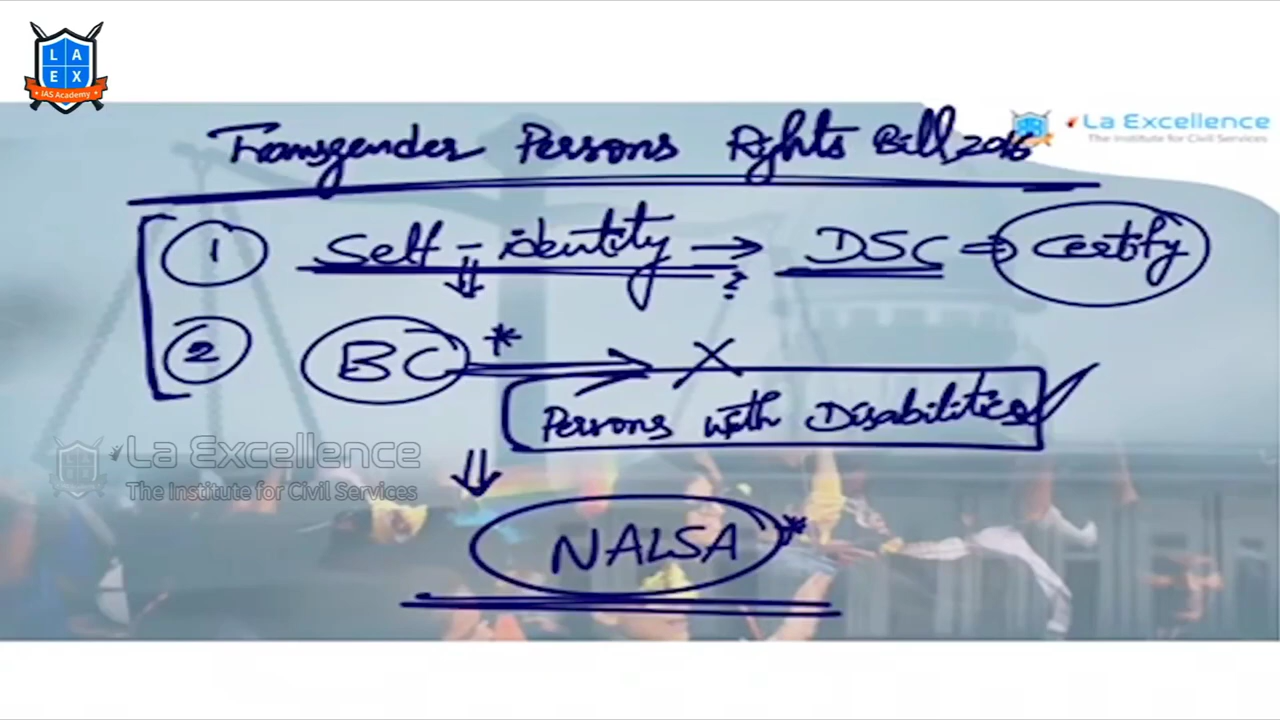 L A
E X
IAS Academy
La Excellence
The Institute for Civil Services
Transgender Persons Rights Bill, 2016
1 Self-identity → DSC ⇒ Certify
?
2 BC * → X
Persons with Disabilities
La Excellence
The Institute for Civil Services
NALSA *